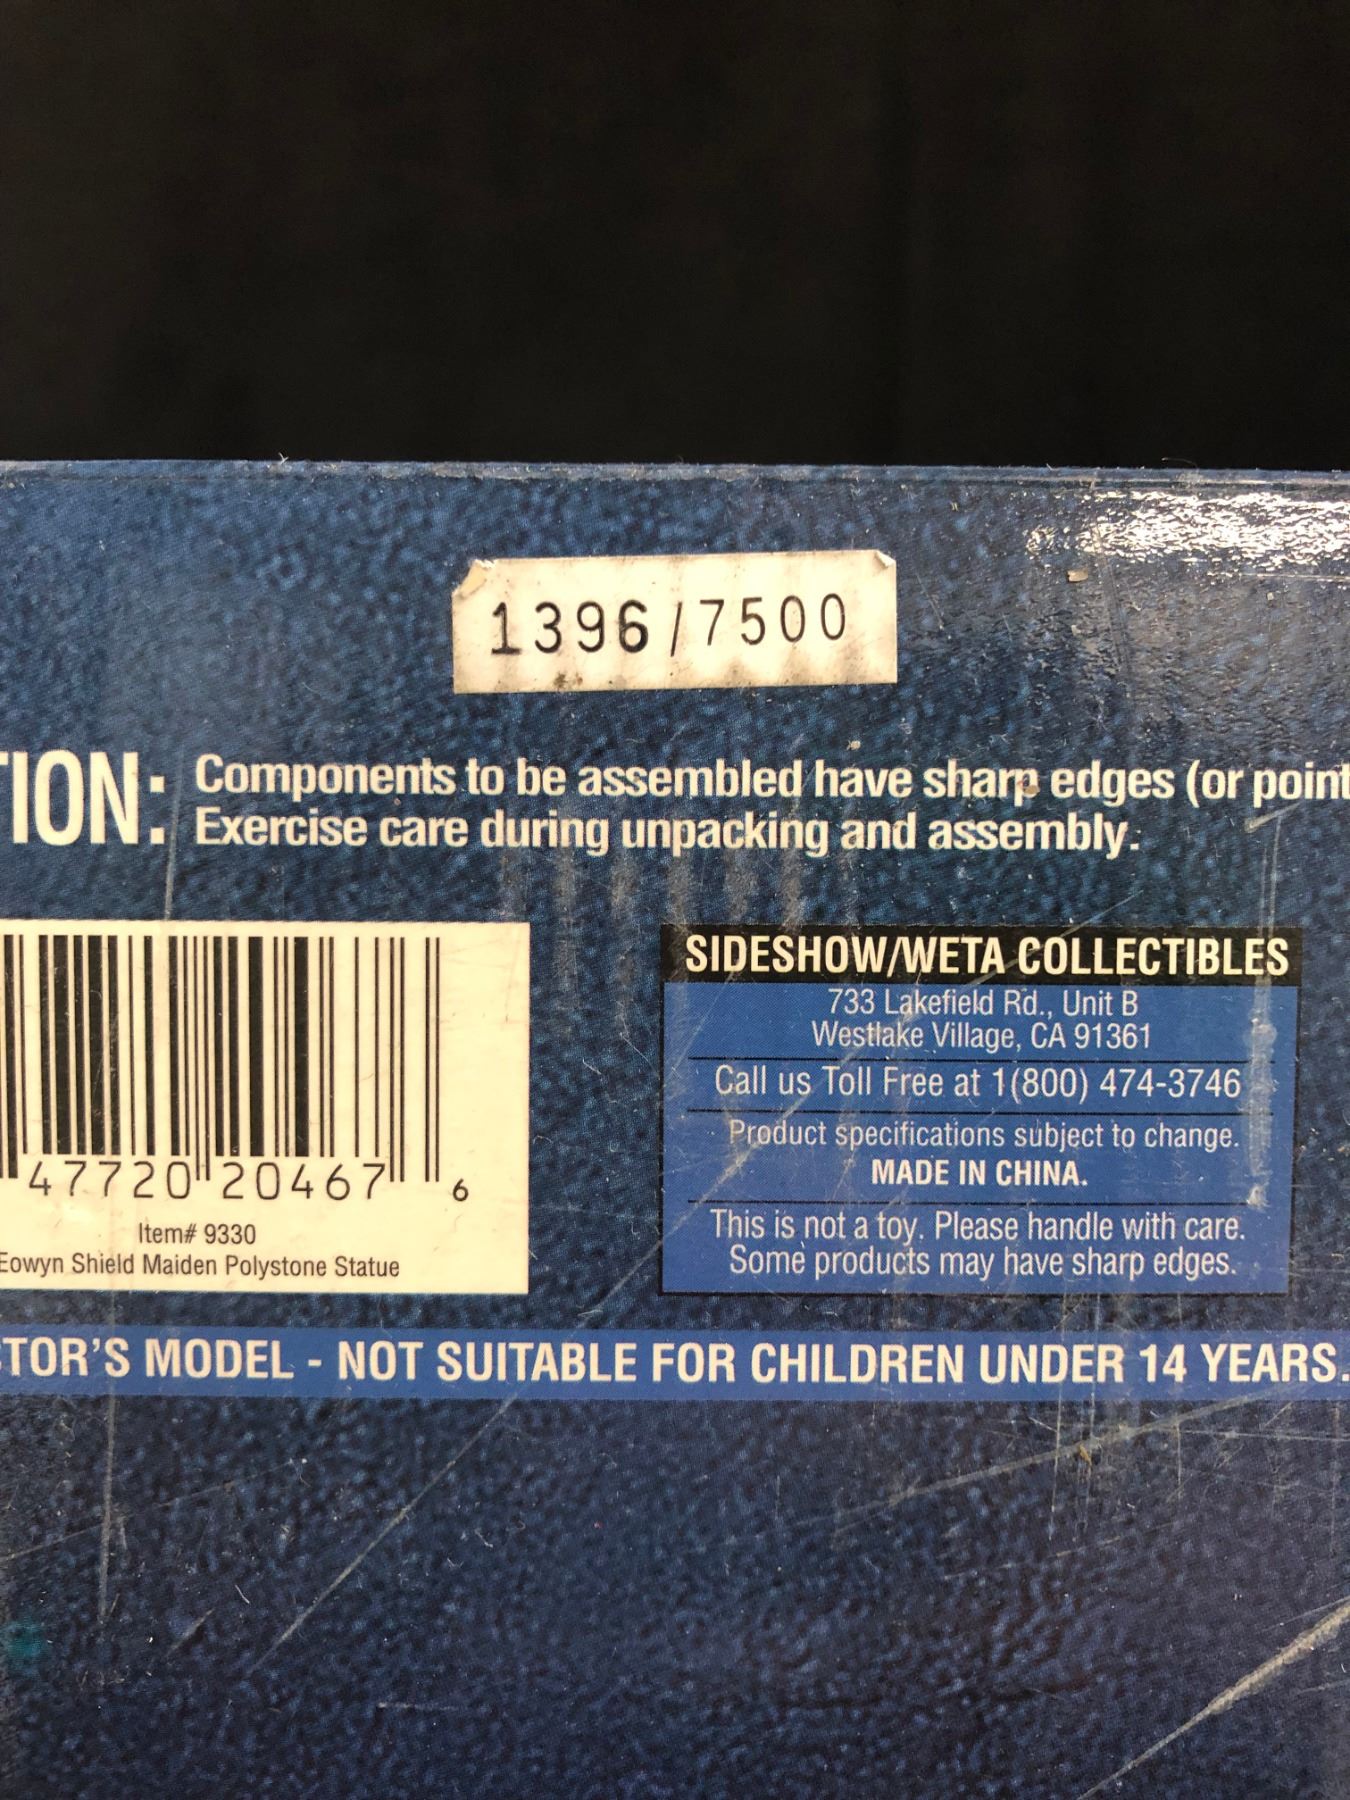 1396/7500
TION: Components to be assembled have sharp edges (or point
Exercise care during unpacking and assembly.
47720 20467 6
Item# 9330
Eowyn Shield Maiden Polystone Statue
SIDESHOW/WETA COLLECTIBLES
733 Lakefield Rd., Unit B
Westlake Village, CA 91361
Call us Toll Free at 1(800) 474-3746
Product specifications subject to change.
MADE IN CHINA.
This is not a toy. Please handle with care.
Some products may have sharp edges.
CTOR'S MODEL - NOT SUITABLE FOR CHILDREN UNDER 14 YEARS.